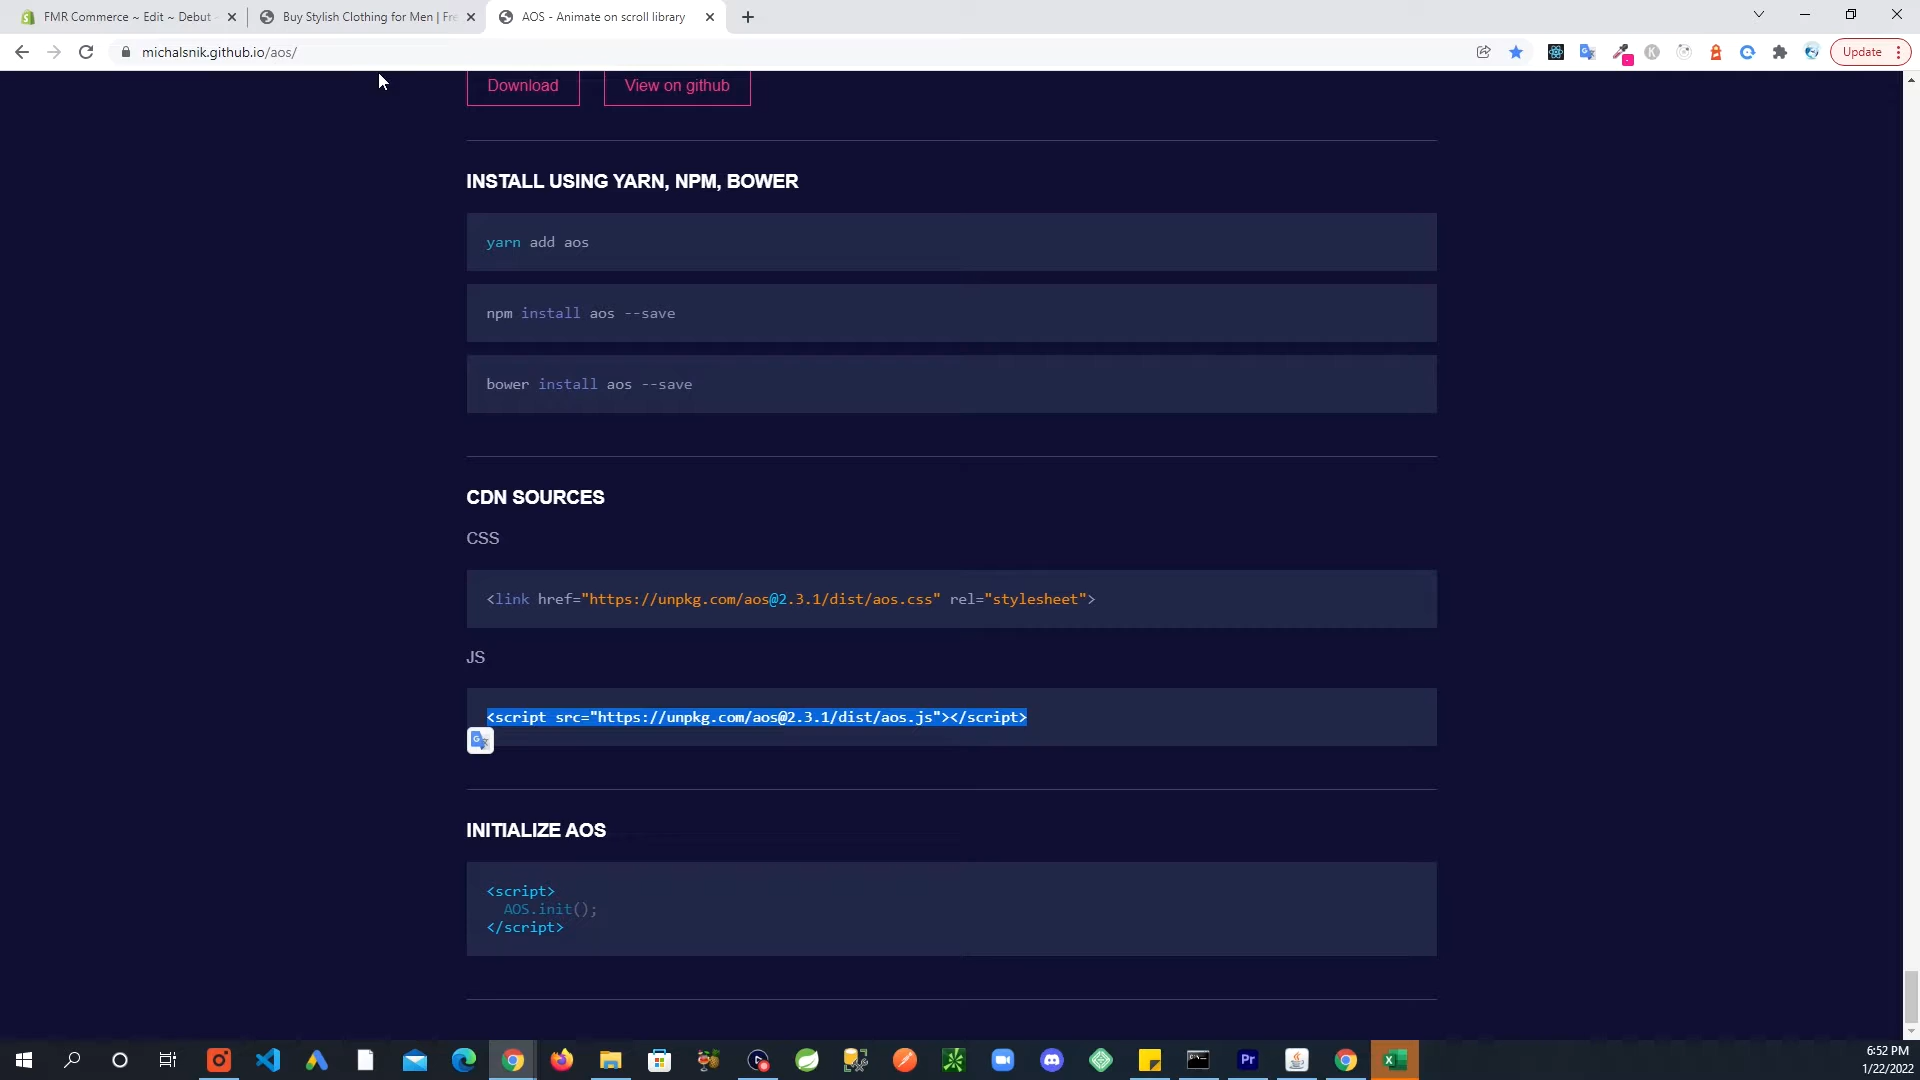 FMR Commerce ~ Edit ~ Debut
Buy Stylish Clothing for Men | Fre
AOS - Animate on scroll library
michalsnik.github.io/aos/
Update
Download
View on github
INSTALL USING YARN, NPM, BOWER
yarn add aos
npm install aos --save
bower install aos --save
CDN SOURCES
CSS
<link href="https://unpkg.com/aos@2.3.1/dist/aos.css" rel="stylesheet">
JS
<script src="https://unpkg.com/aos@2.3.1/dist/aos.js"></script>
INITIALIZE AOS
<script>
AOS.init();
</script>
6:52 PM
1/22/2022